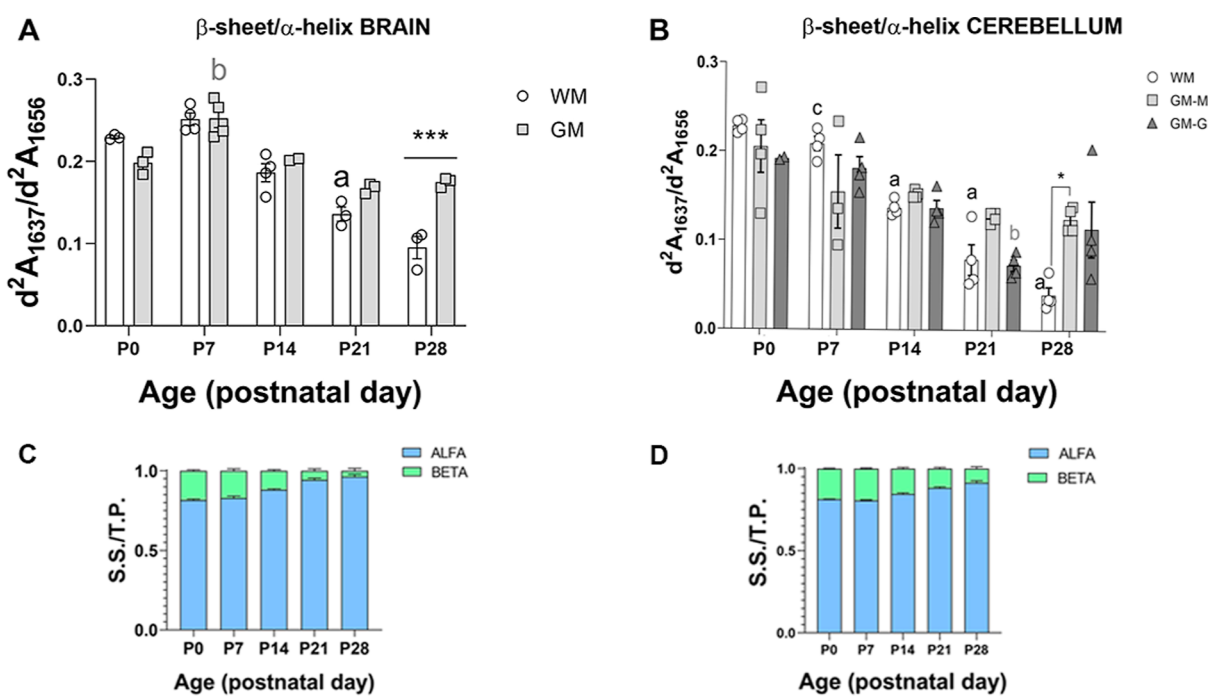 A
β-sheet/α-helix BRAIN
d²A1637/d²A1656
0.3
0.2
0.1
0.0
b
a
***
WM
GM
P0 P7 P14 P21 P28
Age (postnatal day)
B
β-sheet/α-helix CEREBELLUM
d²A1637/d²A1656
0.3
0.2
0.1
0.0
c
a
a
b
a
*
WM
GM-M
GM-G
P0 P7 P14 P21 P28
Age (postnatal day)
C
ALFA
BETA
S.S./T.P.
1.0
0.5
0.0
P0 P7 P14 P21 P28
Age (postnatal day)
D
ALFA
BETA
S.S./T.P.
1.0
0.5
0.0
P0 P7 P14 P21 P28
Age (postnatal day)